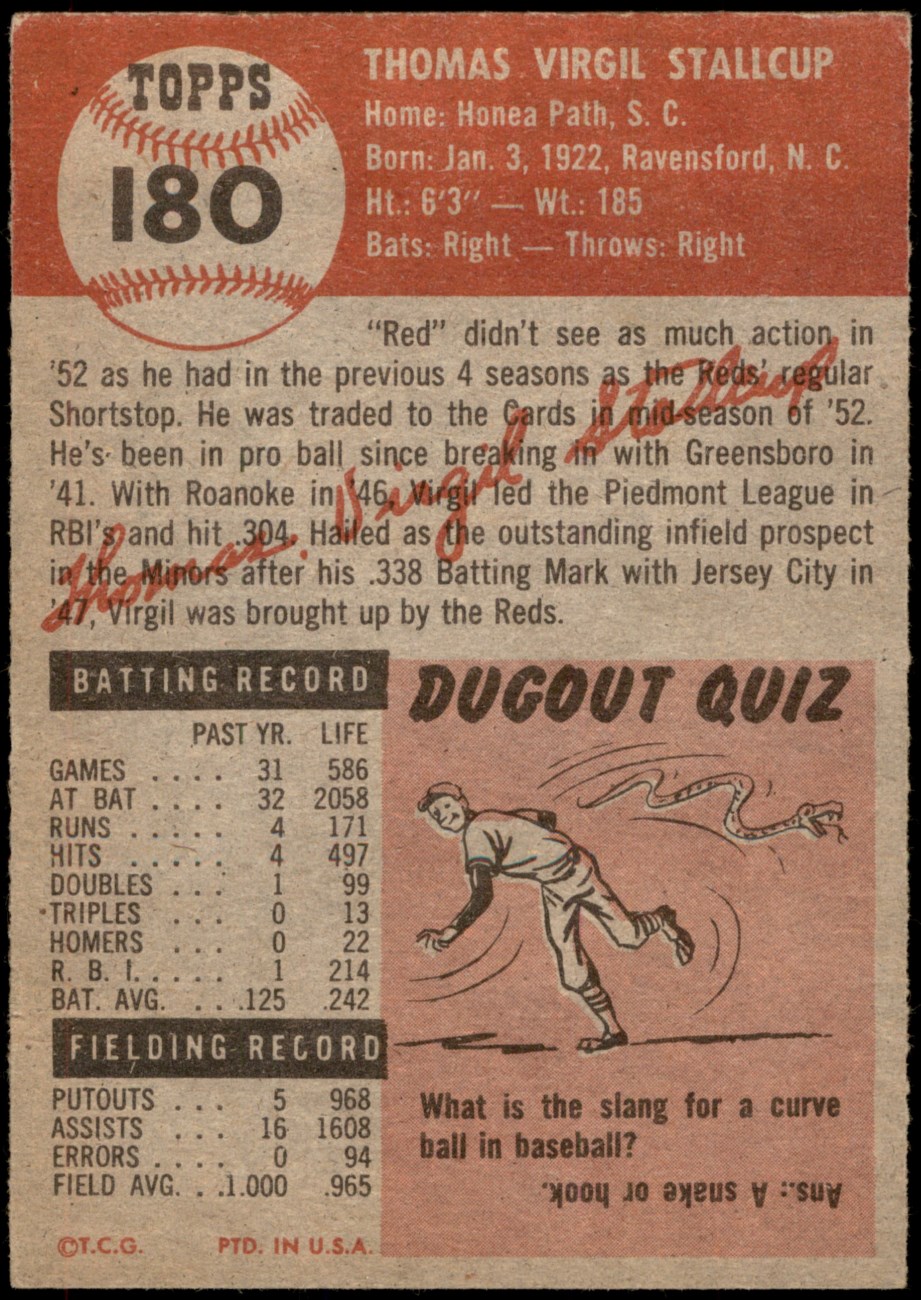 TOPPS
180
THOMAS VIRGIL STALLCUP
Home: Honea Path, S. C.
Born: Jan. 3, 1922, Ravensford, N. C.
Ht.: 6'3" — Wt.: 185
Bats: Right — Throws: Right
"Red" didn't see as much action in
'52 as he had in the previous 4 seasons as the Reds' regular
Shortstop. He was traded to the Cards in mid-season of '52.
He's been in pro ball since breaking in with Greensboro in
'41. With Roanoke in '46, Virgil led the Piedmont League in
RBI's and hit .304. Hailed as the outstanding infield prospect
in the Minors after his .338 Batting Mark with Jersey City in
'47, Virgil was brought up by the Reds.
Thomas Virgil Stallcup
BATTING RECORD
PAST YR. LIFE
GAMES .... 31 586
AT BAT .... 32 2058
RUNS ..... 4 171
HITS ..... 4 497
DOUBLES ... 1 99
TRIPLES ... 0 13
HOMERS ... 0 22
R. B. I. .... 1 214
BAT. AVG. ... .125 .242
FIELDING RECORD
PUTOUTS ... 5 968
ASSISTS ... 16 1608
ERRORS .... 0 94
FIELD AVG. ..1.000 .965
©T.C.G. PTD. IN U.S.A.
DUGOUT QUIZ
What is the slang for a curve
ball in baseball?
Ans.: A snake or hook.